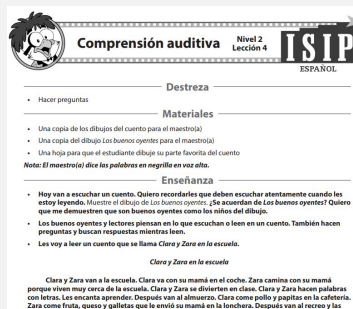 Comprensión auditiva
Nivel 2
Lección 4
ISIP
ESPAÑOL
Destreza
• Hacer preguntas
Materiales
• Una copia de los dibujos del cuento para el maestro(a)
• Una copia del dibujo Los buenos oyentes para el maestro(a)
• Una hoja para que el estudiante dibuje su parte favorita del cuento
Nota: El maestro(a) dice las palabras en negrilla en voz alta.
Enseñanza
• Hoy van a escuchar un cuento. Quiero recordarles que deben escuchar atentamente cuando les
estoy leyendo. Muestre el dibujo de Los buenos oyentes. ¿Se acuerdan de Los buenos oyentes? Quiero
que me demuestren que son buenos oyentes como los niños del dibujo.
• Los buenos oyentes y lectores piensan en lo que escuchan o leen en un cuento. También hacen
preguntas y buscan respuestas mientras leen.
• Les voy a leer un cuento que se llama Clara y Zara en la escuela.
Clara y Zara en la escuela
Clara y Zara van a la escuela. Clara va con su mamá en el coche. Zara camina con su mamá
porque viven muy cerca de la escuela. Clara y Zara se divierten en clase. Clara y Zara hacen palabras
con letras. Les encanta aprender. Después van al almuerzo. Clara come pollo y papitas en la cafetería.
Zara come fruta, queso y galletas que le envió su mamá en la lonchera. Después van al recreo y las